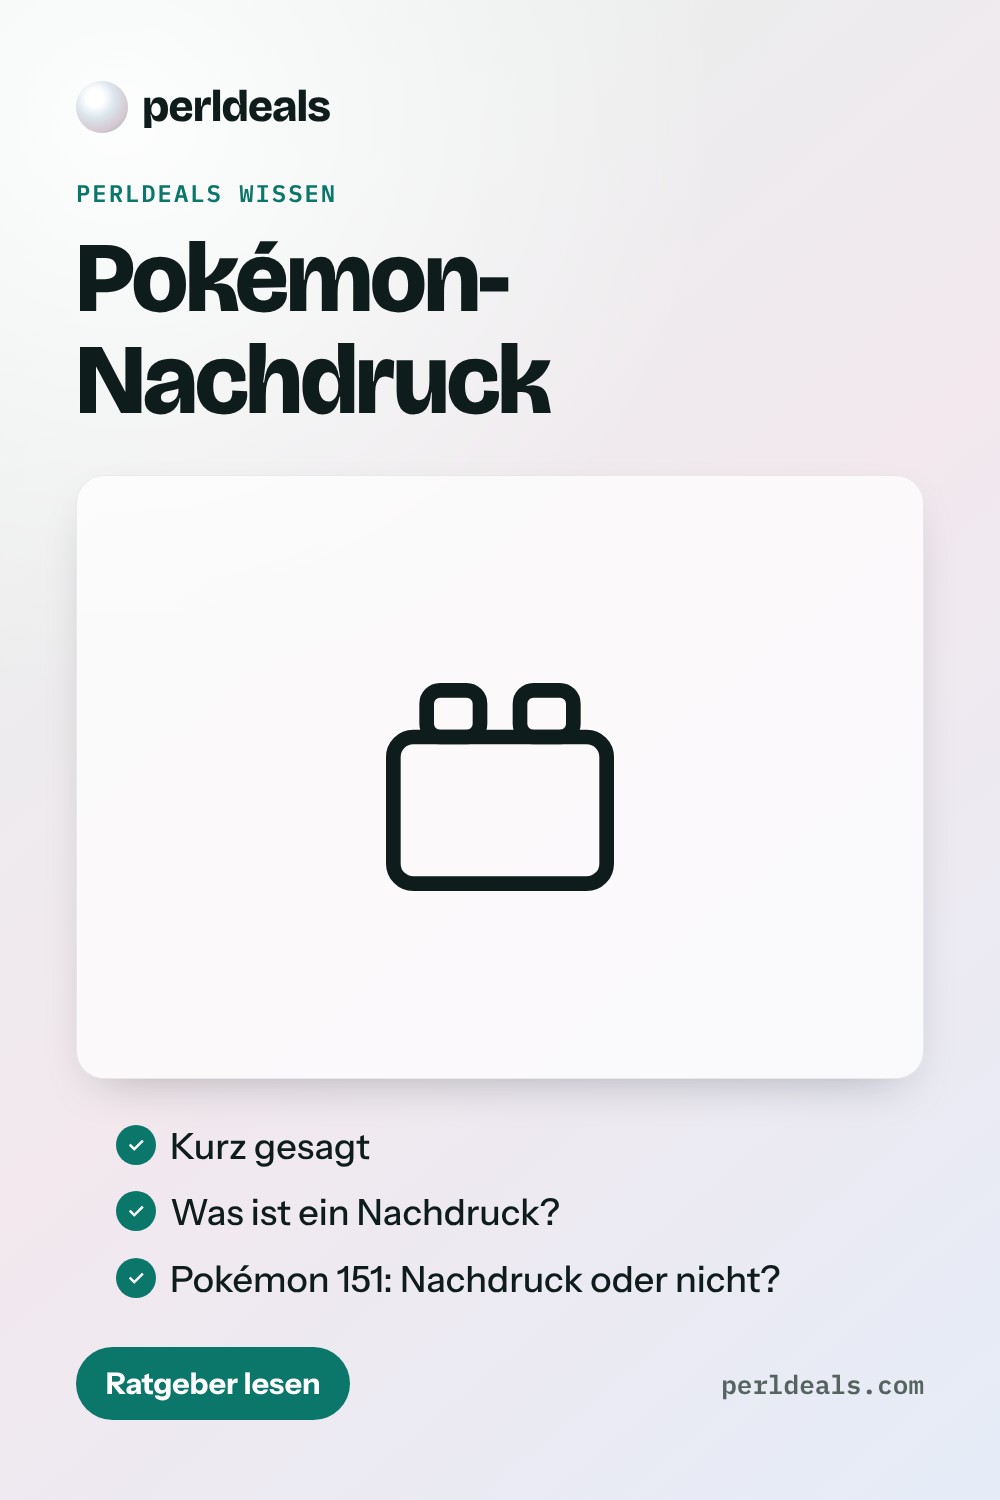 perldeals
PERLDEALS WISSEN
Pokémon-
Nachdruck
Kurz gesagt
Was ist ein Nachdruck?
Pokémon 151: Nachdruck oder nicht?
Ratgeber lesen
perldeals.com